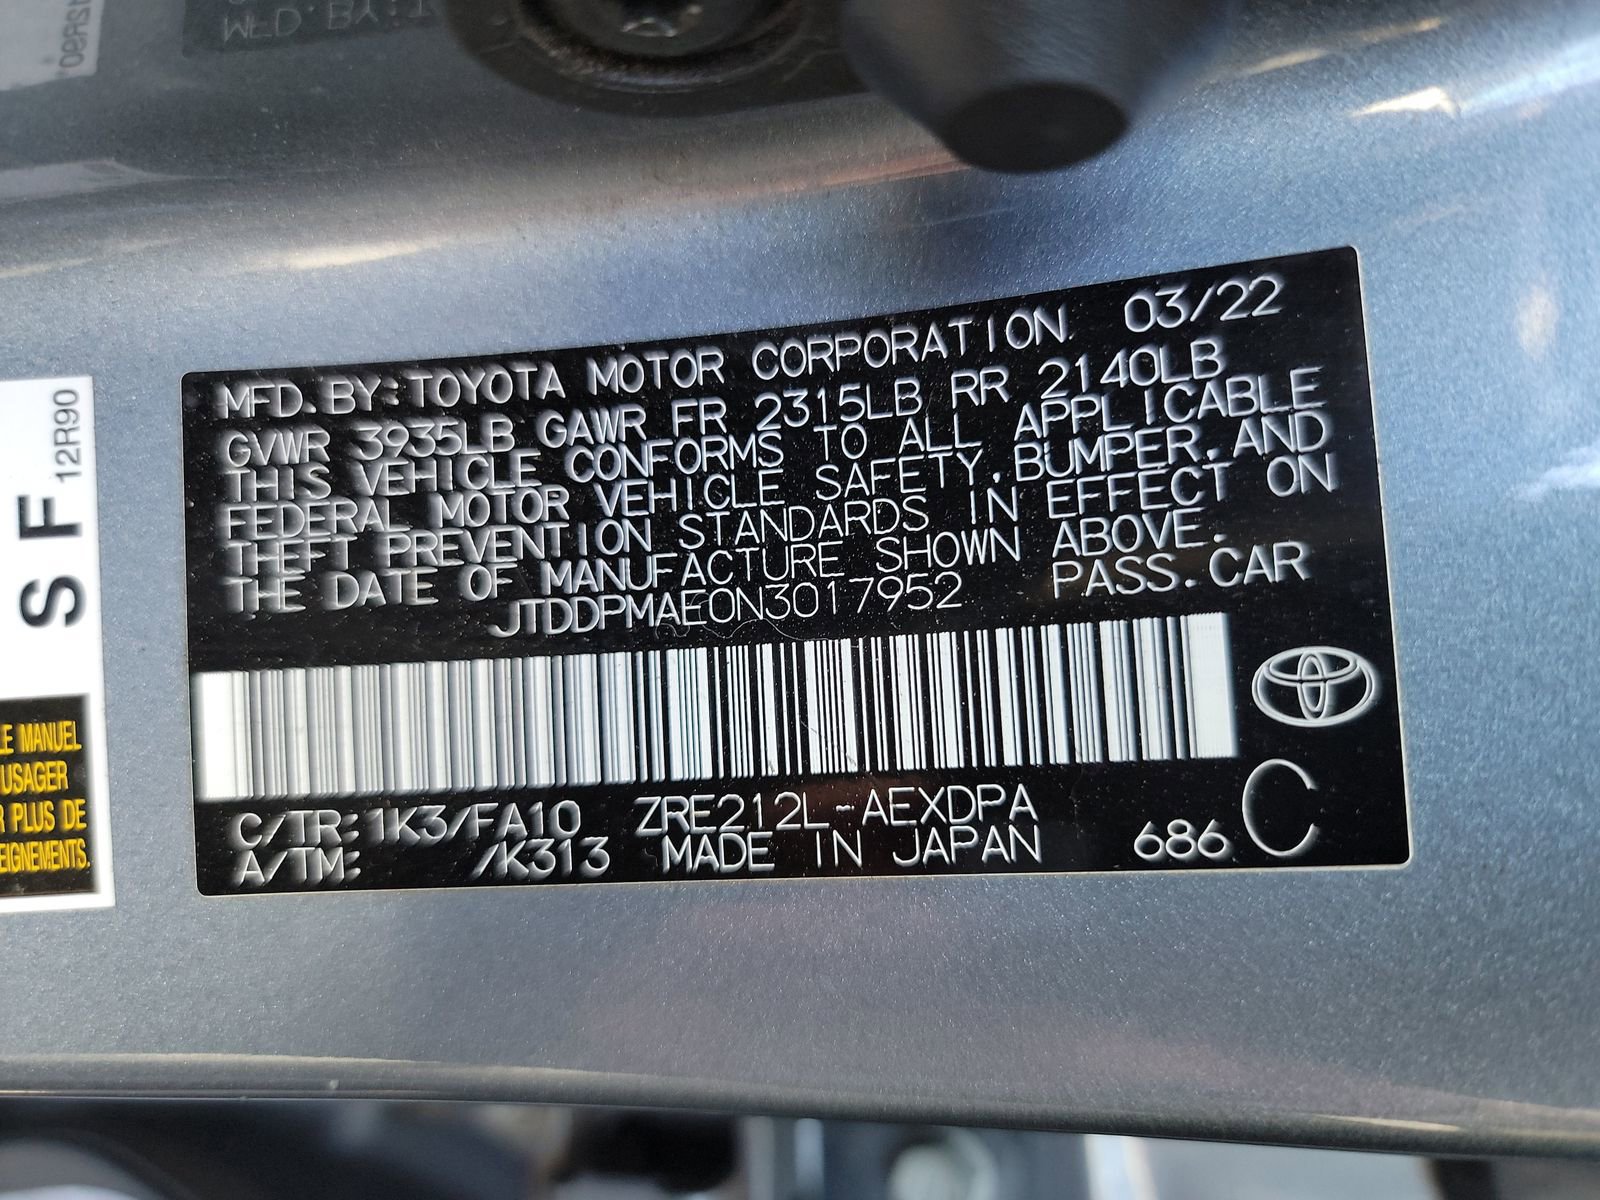 MFD. BY:TOYOTA MOTOR CORPORATION. 03/22
GVWR 3935LB GAWR FR 2315LB RR 2140LB
THIS VEHICLE CONFORMS TO ALL APPLICABLE
FEDERAL MOTOR VEHICLE SAFETY,BUMPER,AND
THEFT PREVENTION STANDARDS IN EFFECT ON
THE DATE OF MANUFACTURE SHOWN ABOVE.
JTDDPMAE0N3017952 PASS.CAR
C/TR:1K3/FA10 ZRE212L-AEXDPA
A/TM: /K313 MADE IN JAPAN 686 C
S F 12R90
LE MANUEL
USAGER
R PLUS DE
EIGNEMENTS.
MFD. BY:T